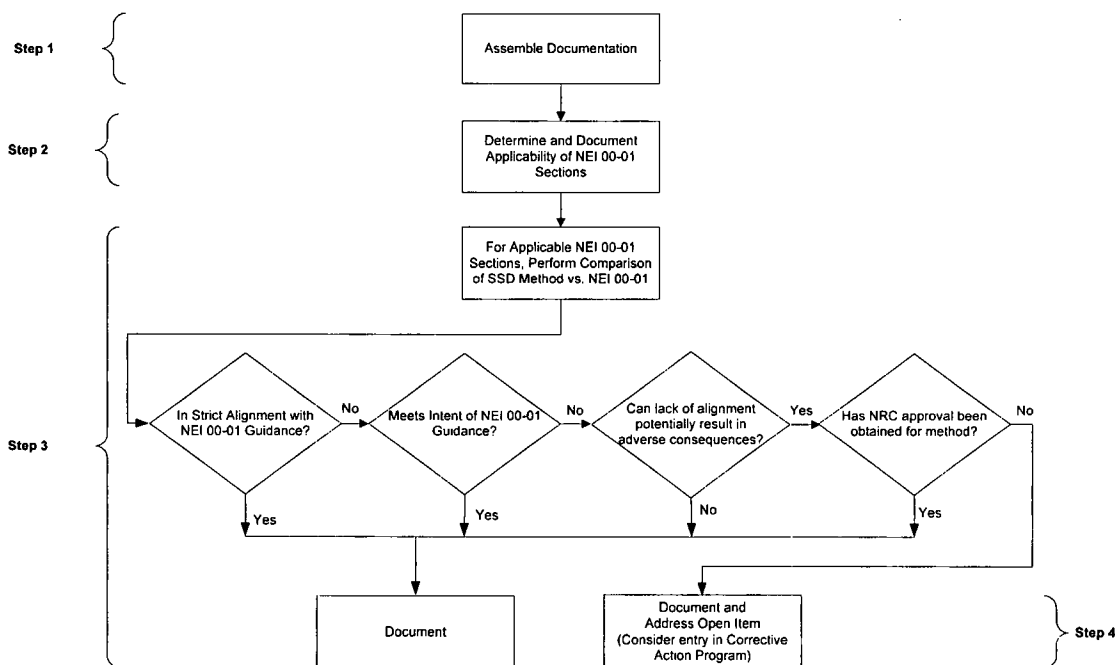 Step 1
Assemble Documentation
Step 2
Determine and Document
Applicability of NEI 00-01
Sections
For Applicable NEI 00-01
Sections, Perform Comparison
of SSD Method vs. NEI 00-01
Step 3
In Strict Alignment with
NEI 00-01 Guidance?
No
Meets Intent of NEI 00-01
Guidance?
No
Can lack of alignment
potentially result in
adverse consequences?
Yes
Has NRC approval been
obtained for method?
No
Yes
Yes
No
Yes
Document
Document and
Address Open Item
(Consider entry in Corrective
Action Program)
Step 4